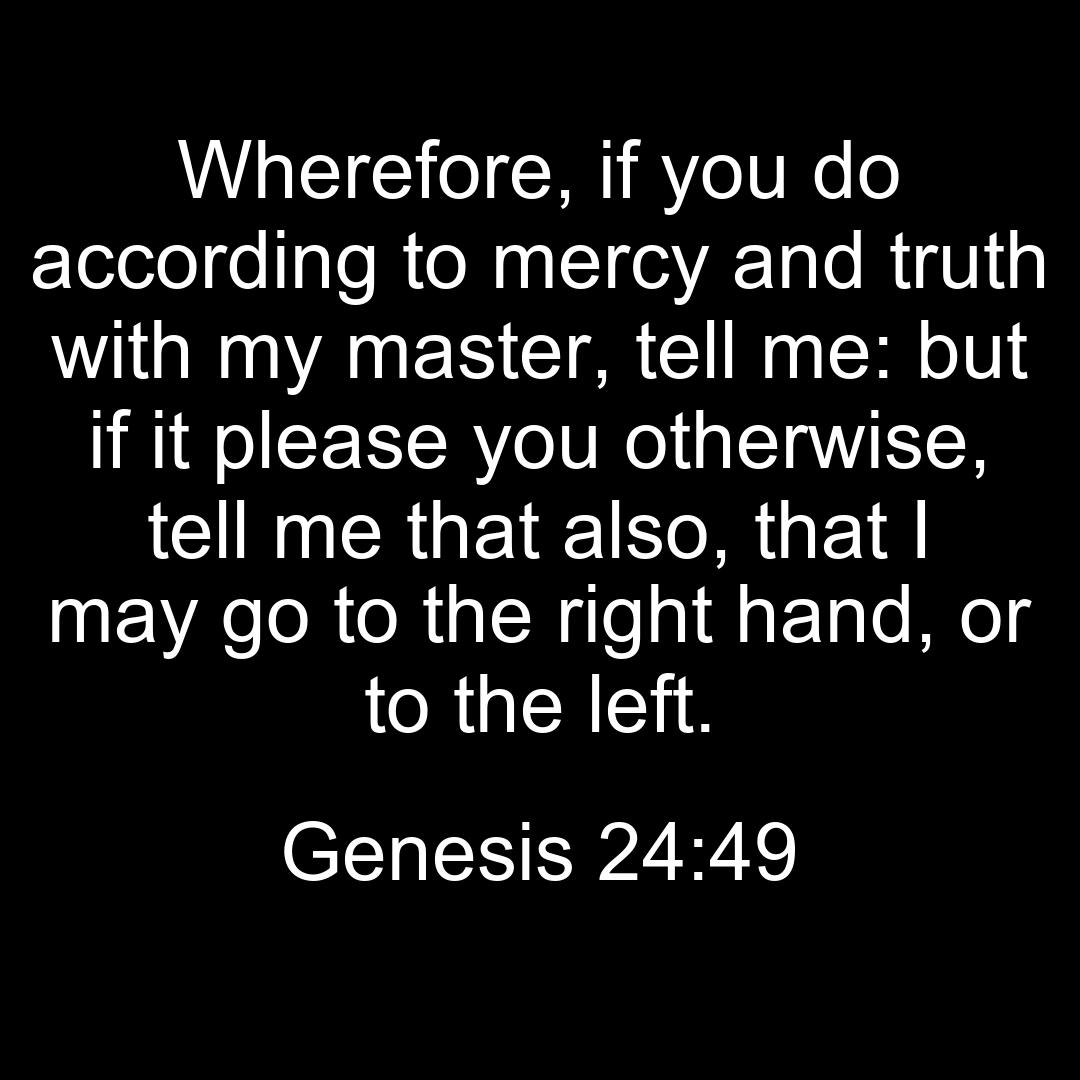 Wherefore, if you do
according to mercy and truth
with my master, tell me: but
if it please you otherwise,
tell me that also, that I
may go to the right hand, or
to the left.
Genesis 24:49